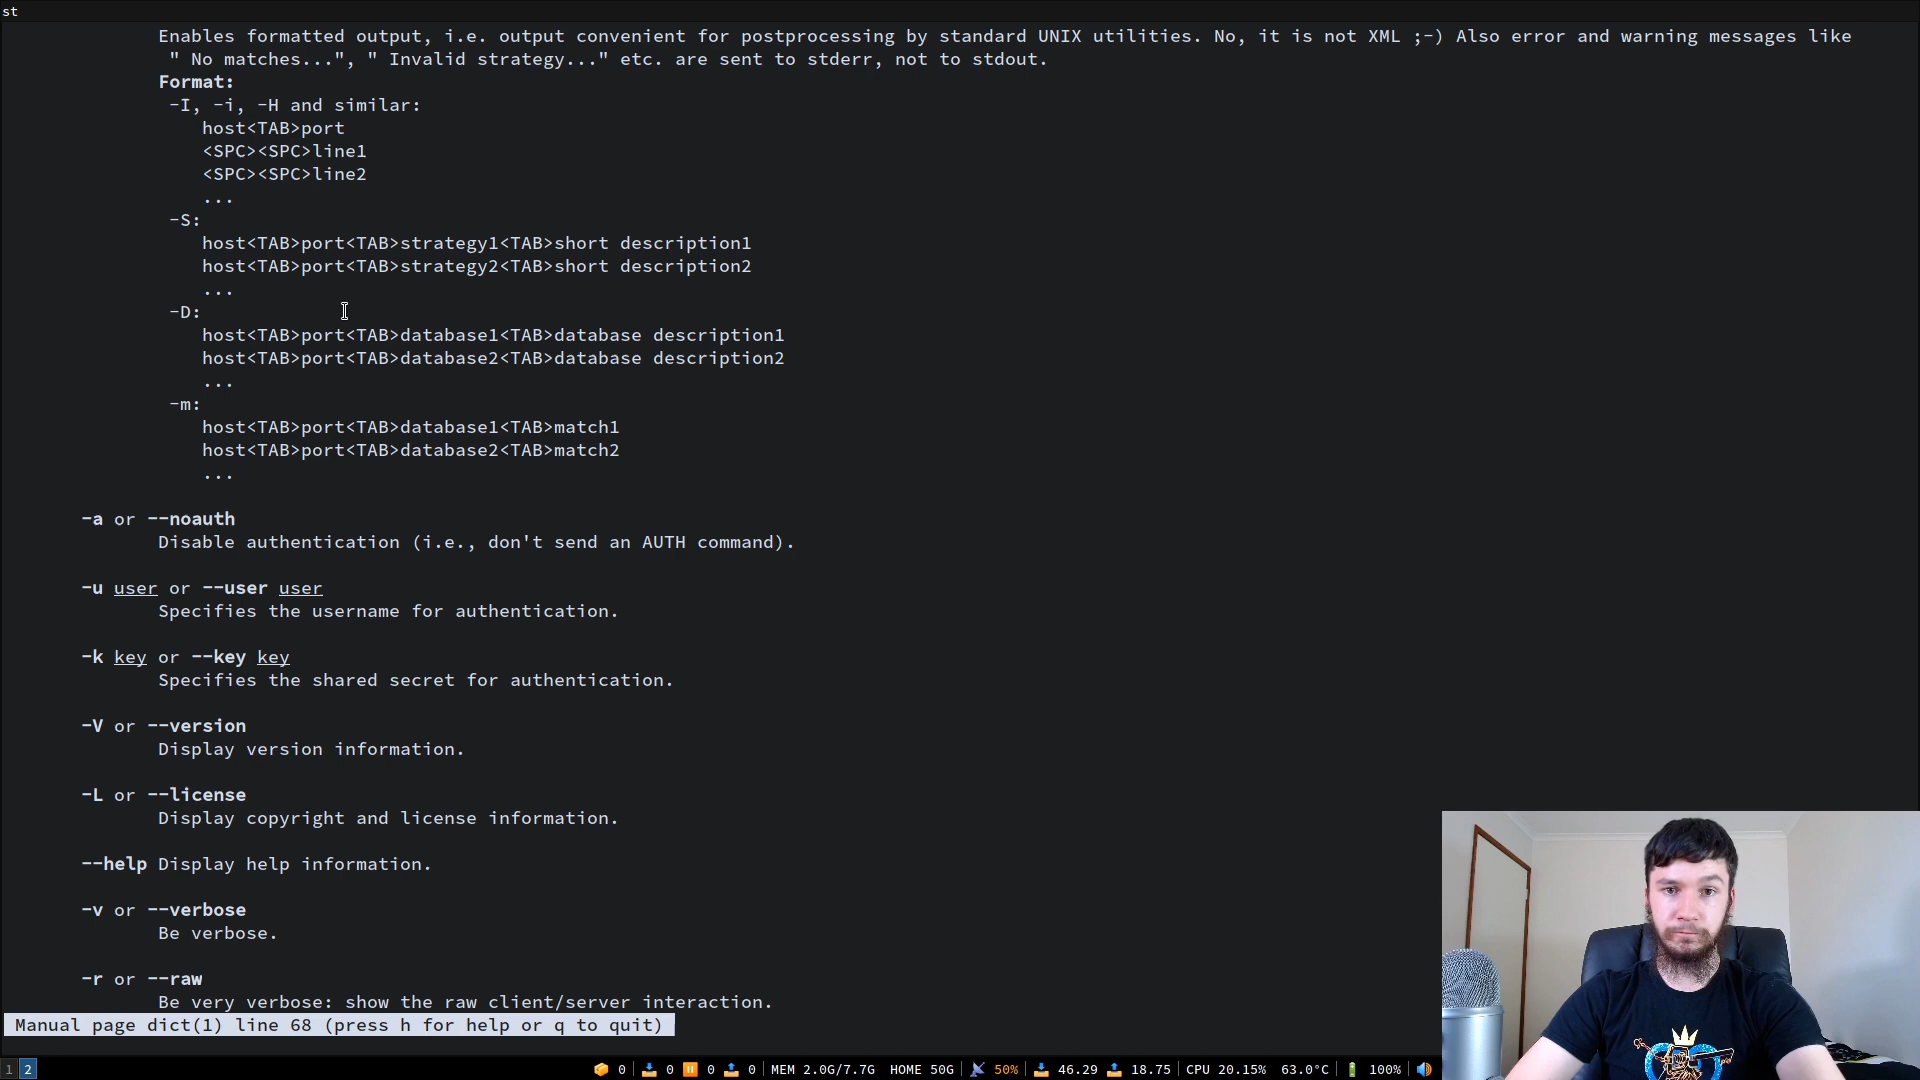 st
Enables formatted output, i.e. output convenient for postprocessing by standard UNIX utilities. No, it is not XML ;-) Also error and warning messages like
" No matches...", " Invalid strategy..." etc. are sent to stderr, not to stdout.
Format:
-I, -i, -H and similar:
host<TAB>port
<SPC><SPC>line1
<SPC><SPC>line2
...
-S:
host<TAB>port<TAB>strategy1<TAB>short description1
host<TAB>port<TAB>strategy2<TAB>short description2
...
-D:
host<TAB>port<TAB>database1<TAB>database description1
host<TAB>port<TAB>database2<TAB>database description2
...
-m:
host<TAB>port<TAB>database1<TAB>match1
host<TAB>port<TAB>database2<TAB>match2
...
-a or --noauth
Disable authentication (i.e., don't send an AUTH command).
-u user or --user user
Specifies the username for authentication.
-k key or --key key
Specifies the shared secret for authentication.
-V or --version
Display version information.
-L or --license
Display copyright and license information.
--help Display help information.
-v or --verbose
Be verbose.
-r or --raw
Be very verbose: show the raw client/server interaction.
Manual page dict(1) line 68 (press h for help or q to quit)
1 2 0 0 0 0 MEM 2.0G/7.7G HOME 50G 50% 46.29 18.75 CPU 20.15% 63.0°C 100%